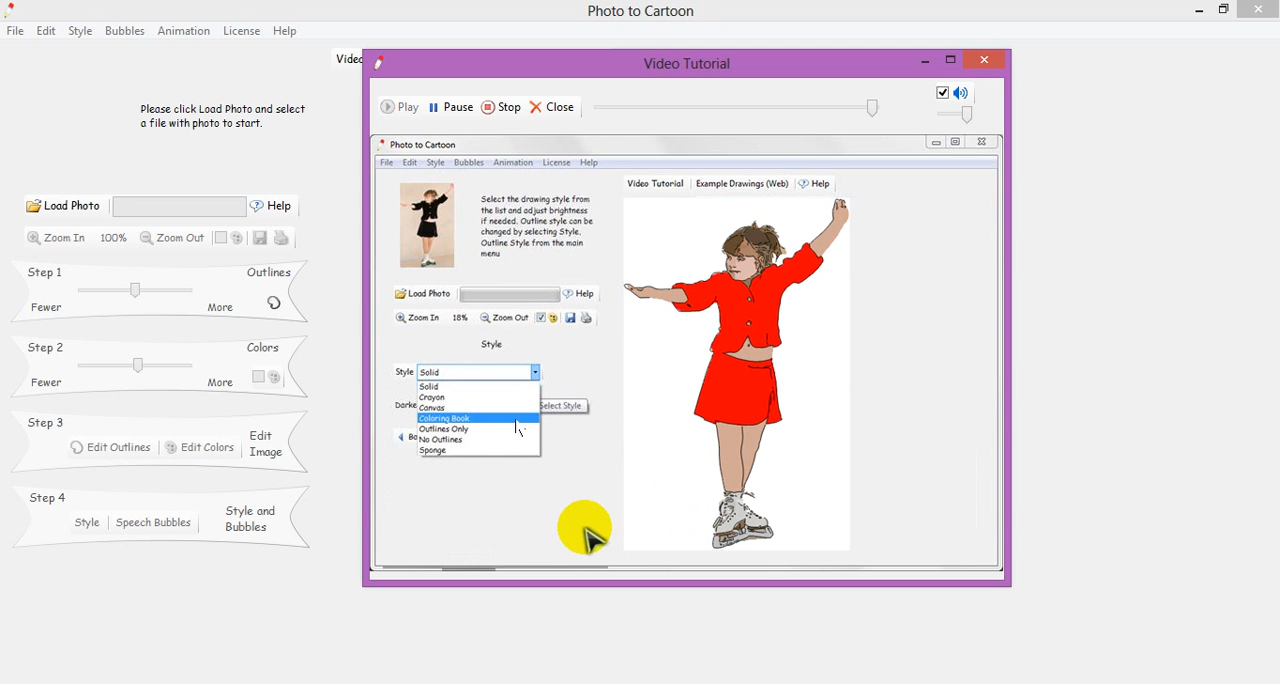 Photo to Cartoon
File Edit Style Bubbles Animation License Help
Please click Load Photo and select
a file with photo to start.
Load Photo Help
Zoom In 100% Zoom Out
Step 1 Outlines
Fewer More
Step 2 Colors
Fewer More
Step 3
Edit Outlines Edit Colors Edit
Image
Step 4
Style Speech Bubbles Style and
Bubbles
Video Tutorial
Play Pause Stop Close
Photo to Cartoon
File Edit Style Bubbles Animation License Help
Video Tutorial Example Drawings (Web) Help
Select the drawing style from
the list and adjust brightness
if needed. Outline style can be
changed by selecting Style,
Outline Style from the main
menu
Load Photo Help
Zoom In 18% Zoom Out
Style
Style Solid
Solid
Crayon
Canvas
Coloring Book
Outlines Only
No Outlines
Sponge
Select Style